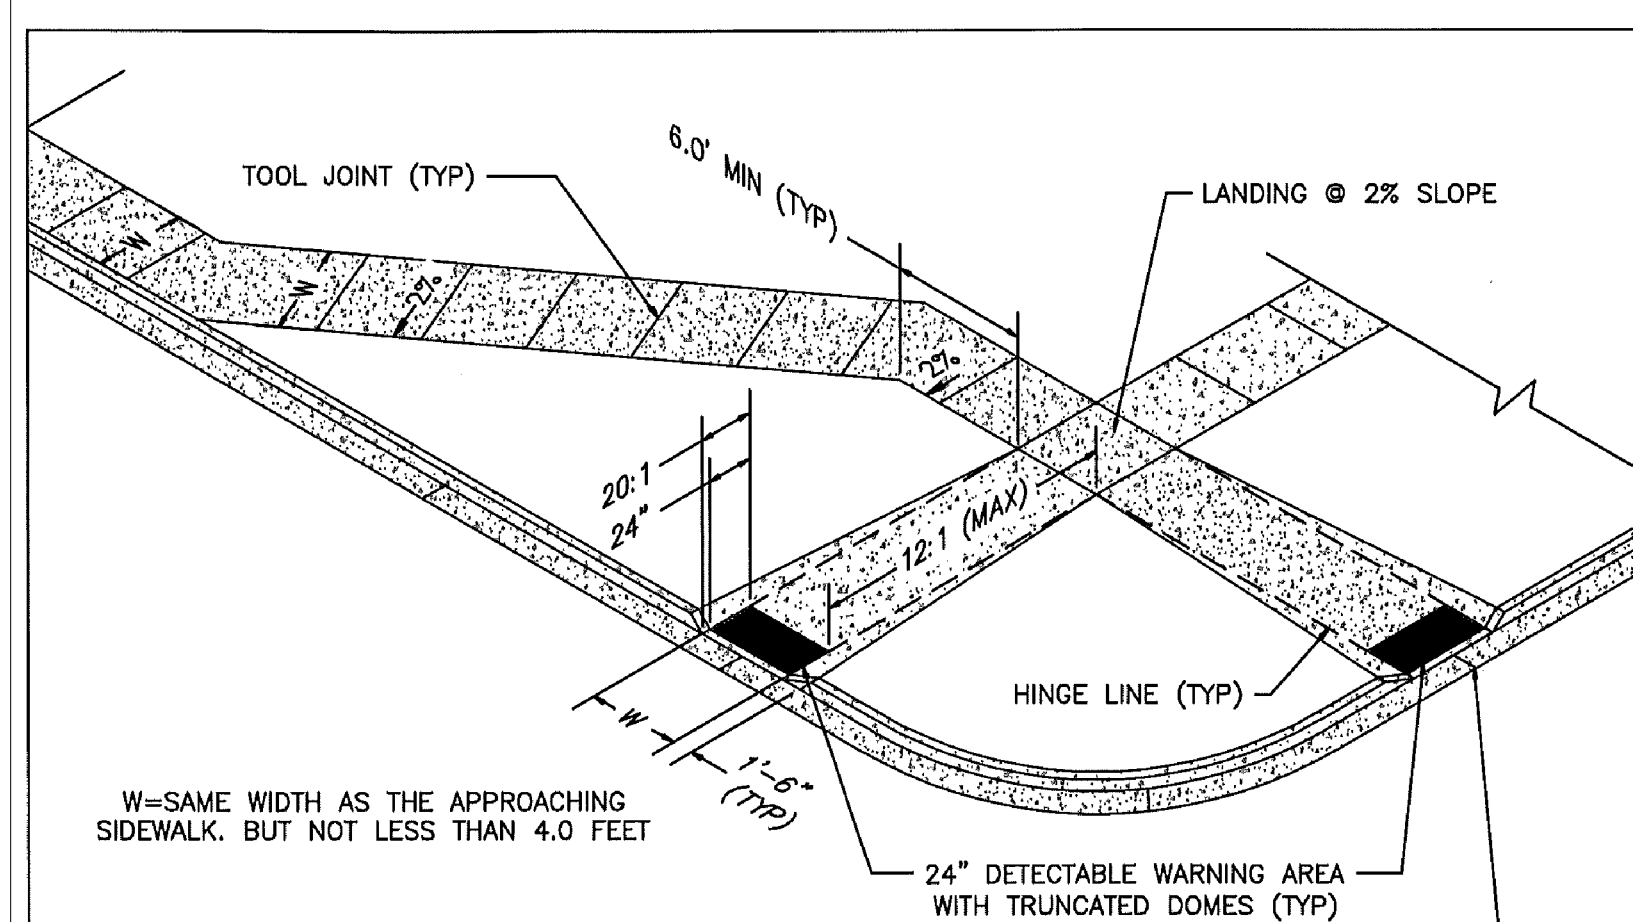 6.0' MIN (TYP)
TOOL JOINT (TYP)
LANDING @ 2% SLOPE
W
W
2%
2%
20:1
24"
12:1 (MAX)
HINGE LINE (TYP)
W
1'-6"
(TYP)
W=SAME WIDTH AS THE APPROACHING
SIDEWALK. BUT NOT LESS THAN 4.0 FEET
24" DETECTABLE WARNING AREA
WITH TRUNCATED DOMES (TYP)